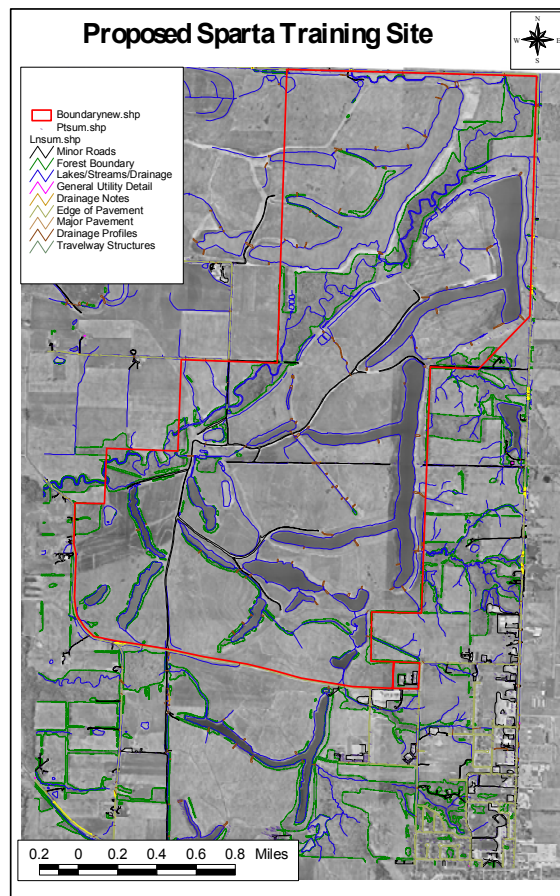 Proposed Sparta Training Site
N
W E
S
Boundarynew.shp
Ptsum.shp
Lnsum.shp
Minor Roads
Forest Boundary
Lakes/Streams/Drainage
General Utility Detail
Drainage Notes
Edge of Pavement
Major Pavement
Drainage Profiles
Travelway Structures
0.2 0 0.2 0.4 0.6 0.8 Miles